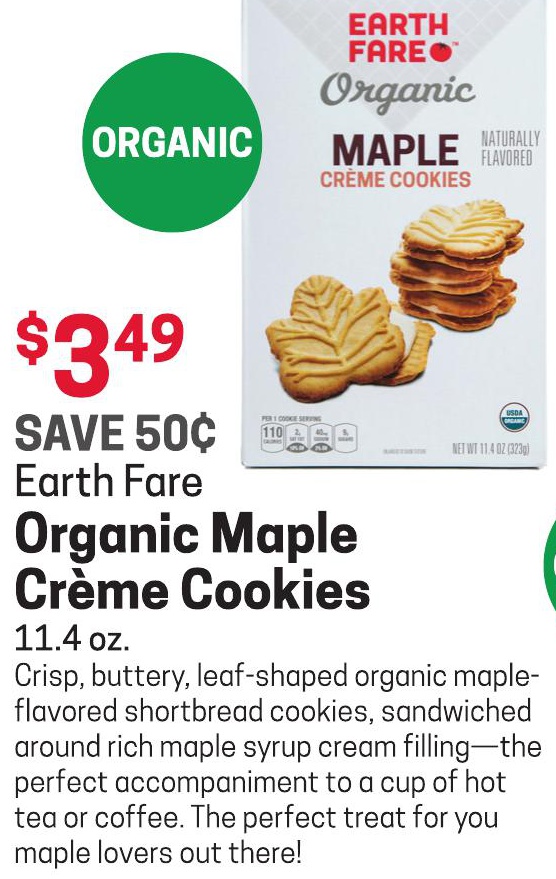 EARTH
FARE™
Organic
MAPLE
CRÈME COOKIES
NATURALLY
FLAVORED
ORGANIC
PER 1 COOKIE SERVING
110
CALORIES
USDA
ORGANIC
NET WT 11.4 OZ (323g)
$3 49
SAVE 50¢
Earth Fare
Organic Maple
Crème Cookies
11.4 oz.
Crisp, buttery, leaf-shaped organic maple-
flavored shortbread cookies, sandwiched
around rich maple syrup cream filling—the
perfect accompaniment to a cup of hot
tea or coffee. The perfect treat for you
maple lovers out there!